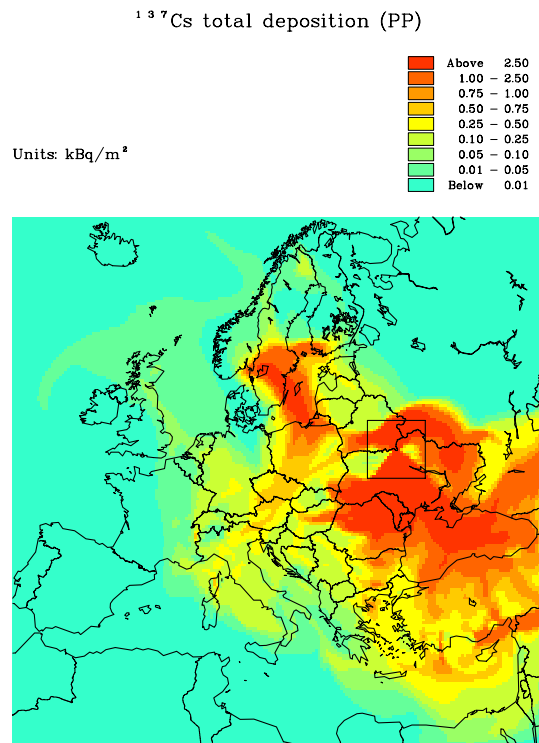 ¹³⁷Cs total deposition (PP)
Above 2.50
1.00 – 2.50
0.75 – 1.00
0.50 – 0.75
0.25 – 0.50
0.10 – 0.25
0.05 – 0.10
0.01 – 0.05
Below 0.01
Units: kBq/m²